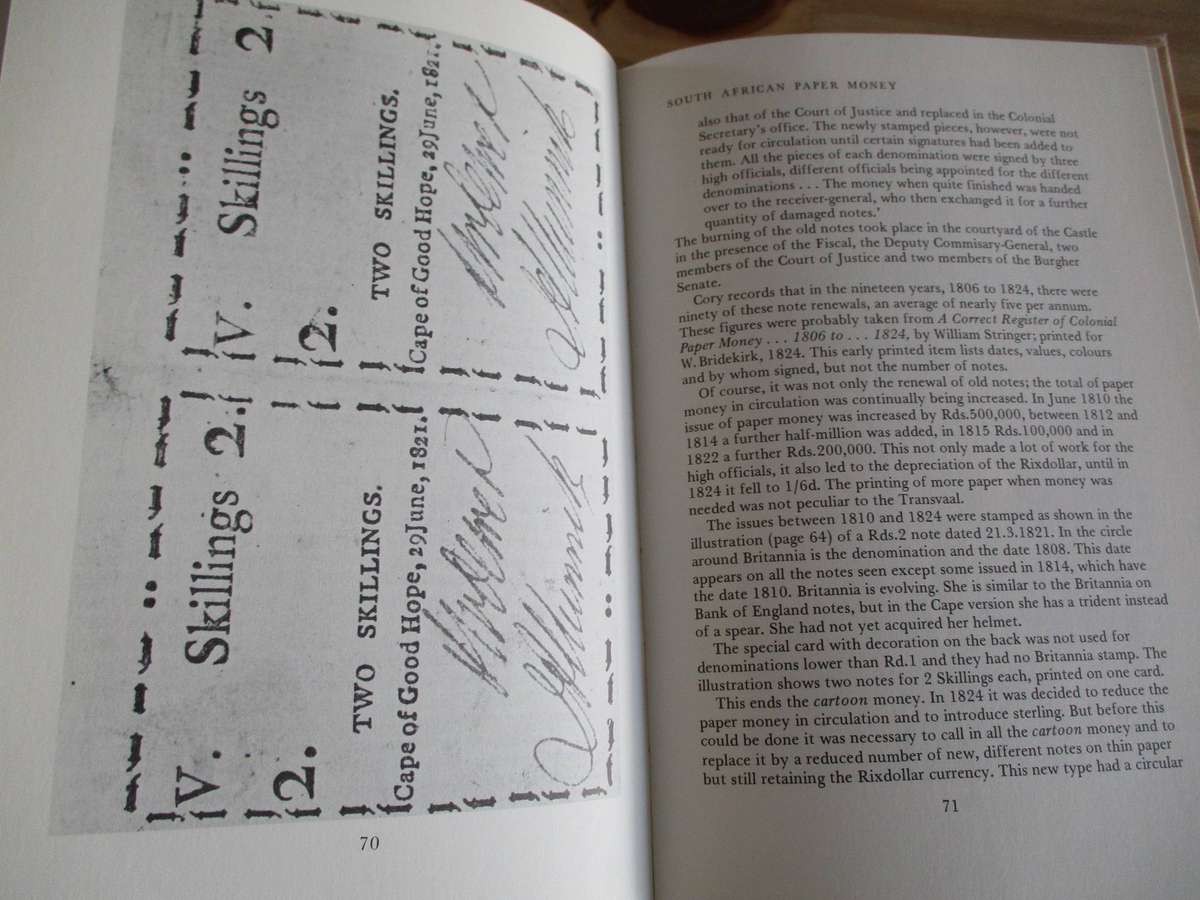 V. Skillings 2.
2.
TWO SKILLINGS.
Cape of Good Hope, 29 June, 1821.
V. Skillings 2.
2.
TWO SKILLINGS.
Cape of Good Hope, 29 June, 1821.
70
SOUTH AFRICAN PAPER MONEY
also that of the Court of Justice and replaced in the Colonial
Secretary's office. The newly stamped pieces, however, were not
ready for circulation until certain signatures had been added to
them. All the pieces of each denomination were signed by three
high officials, different officials being appointed for the different
denominations . . . The money when quite finished was handed
over to the receiver-general, who then exchanged it for a further
quantity of damaged notes.'
The burning of the old notes took place in the courtyard of the Castle
in the presence of the Fiscal, the Deputy Commisary-General, two
members of the Court of Justice and two members of the Burgher
Senate.
Cory records that in the nineteen years, 1806 to 1824, there were
ninety of these note renewals, an average of nearly five per annum.
These figures were probably taken from A Correct Register of Colonial
Paper Money . . . 1806 to . . . 1824, by William Stringer; printed for
W. Bridekirk, 1824. This early printed item lists dates, values, colours
and by whom signed, but not the number of notes.
Of course, it was not only the renewal of old notes; the total of paper
money in circulation was continually being increased. In June 1810 the
issue of paper money was increased by Rds.500,000, between 1812 and
1814 a further half-million was added, in 1815 Rds.100,000 and in
1822 a further Rds.200,000. This not only made a lot of work for the
high officials, it also led to the depreciation of the Rixdollar, until in
1824 it fell to 1/6d. The printing of more paper when money was
needed was not peculiar to the Transvaal.
The issues between 1810 and 1824 were stamped as shown in the
illustration (page 64) of a Rds.2 note dated 21.3.1821. In the circle
around Britannia is the denomination and the date 1808. This date
appears on all the notes seen except some issued in 1814, which have
the date 1810. Britannia is evolving. She is similar to the Britannia on
Bank of England notes, but in the Cape version she has a trident instead
of a spear. She had not yet acquired her helmet.
The special card with decoration on the back was not used for
denominations lower than Rd.1 and they had no Britannia stamp. The
illustration shows two notes for 2 Skillings each, printed on one card.
This ends the cartoon money. In 1824 it was decided to reduce the
paper money in circulation and to introduce sterling. But before this
could be done it was necessary to call in all the cartoon money and to
replace it by a reduced number of new, different notes on thin paper
but still retaining the Rixdollar currency. This new type had a circular
71